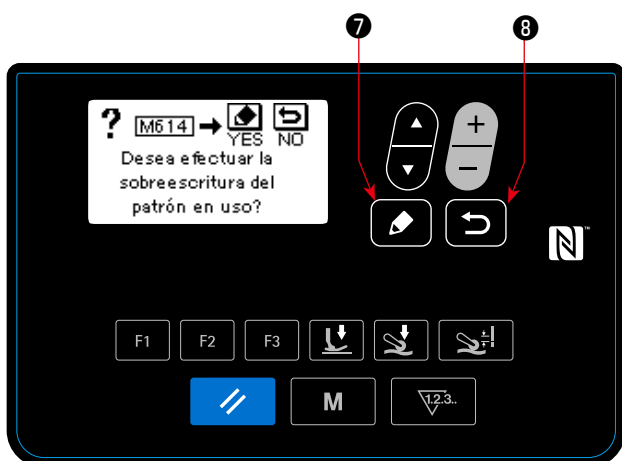 7 8
? M614 → YES NO
Desea efectuar la
sobreescritura del
patrón en uso?
+
−
N™
F1 F2 F3
M 1.2.3..